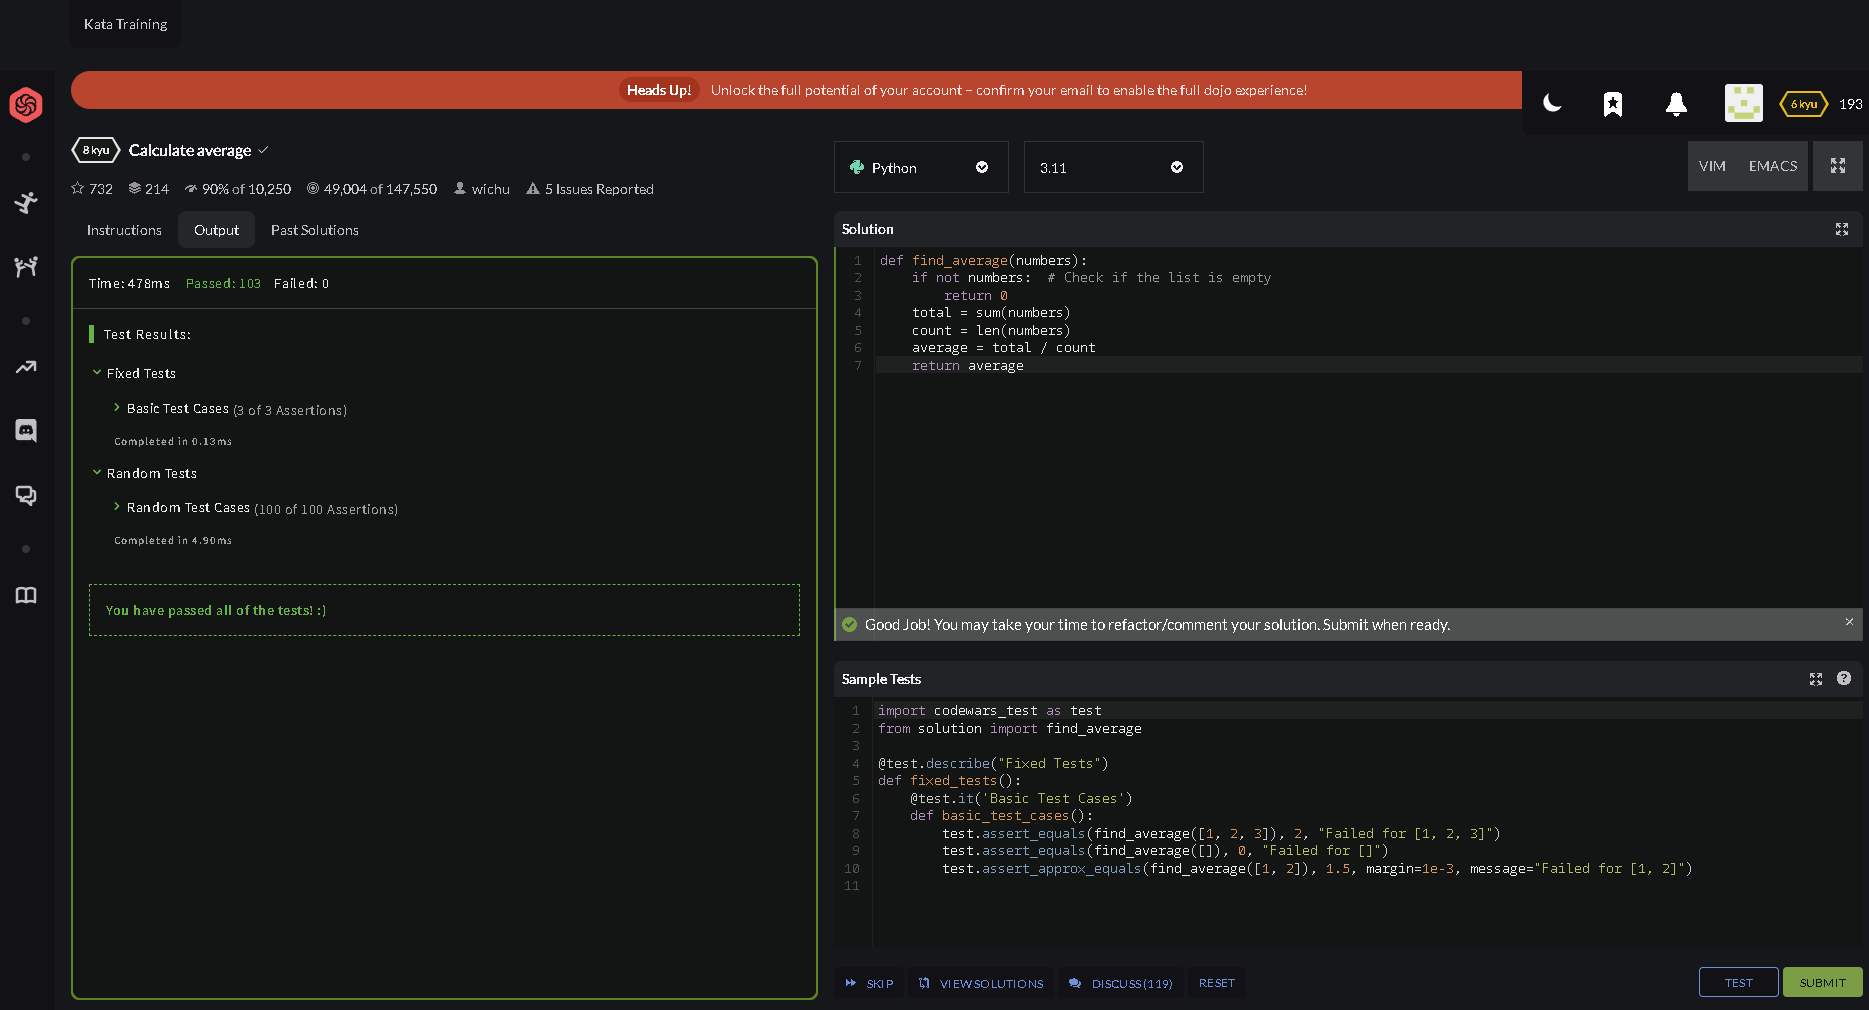 Kata Training
Heads Up! Unlock the full potential of your account – confirm your email to enable the full dojo experience!
6 kyu 193
8 kyu Calculate average
732 214 90% of 10,250 49,004 of 147,550 wichu 5 Issues Reported
Instructions Output Past Solutions
Time: 478ms Passed: 103 Failed: 0
Test Results:
Fixed Tests
Basic Test Cases (3 of 3 Assertions)
Completed in 0.13ms
Random Tests
Random Test Cases (100 of 100 Assertions)
Completed in 4.90ms
You have passed all of the tests! :)
Python 3.11 VIM EMACS
Solution
1 def find_average(numbers):
2     if not numbers:  # Check if the list is empty
3         return 0
4     total = sum(numbers)
5     count = len(numbers)
6     average = total / count
7     return average
Good Job! You may take your time to refactor/comment your solution. Submit when ready.
Sample Tests
1 import codewars_test as test
2 from solution import find_average
3
4 @test.describe("Fixed Tests")
5 def fixed_tests():
6     @test.it('Basic Test Cases')
7     def basic_test_cases():
8         test.assert_equals(find_average([1, 2, 3]), 2, "Failed for [1, 2, 3]")
9         test.assert_equals(find_average([]), 0, "Failed for []")
10         test.assert_approx_equals(find_average([1, 2]), 1.5, margin=1e-3, message="Failed for [1, 2]")
11
SKIP VIEW SOLUTIONS DISCUSS (119) RESET TEST SUBMIT